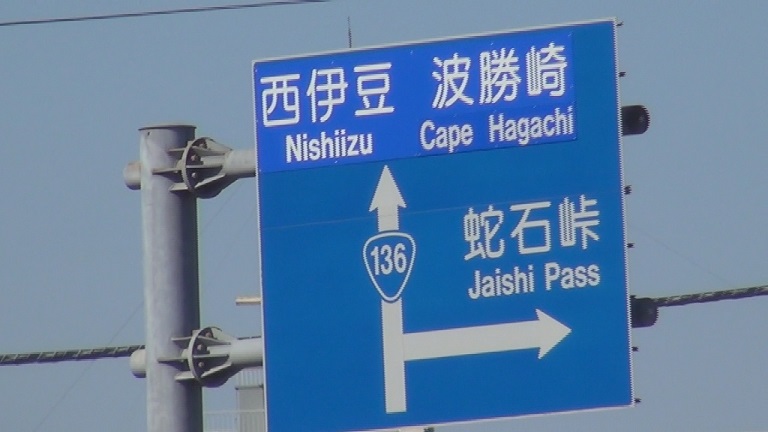 西伊豆 波勝崎
Nishiizu Cape Hagachi
136
蛇石峠
Jaishi Pass